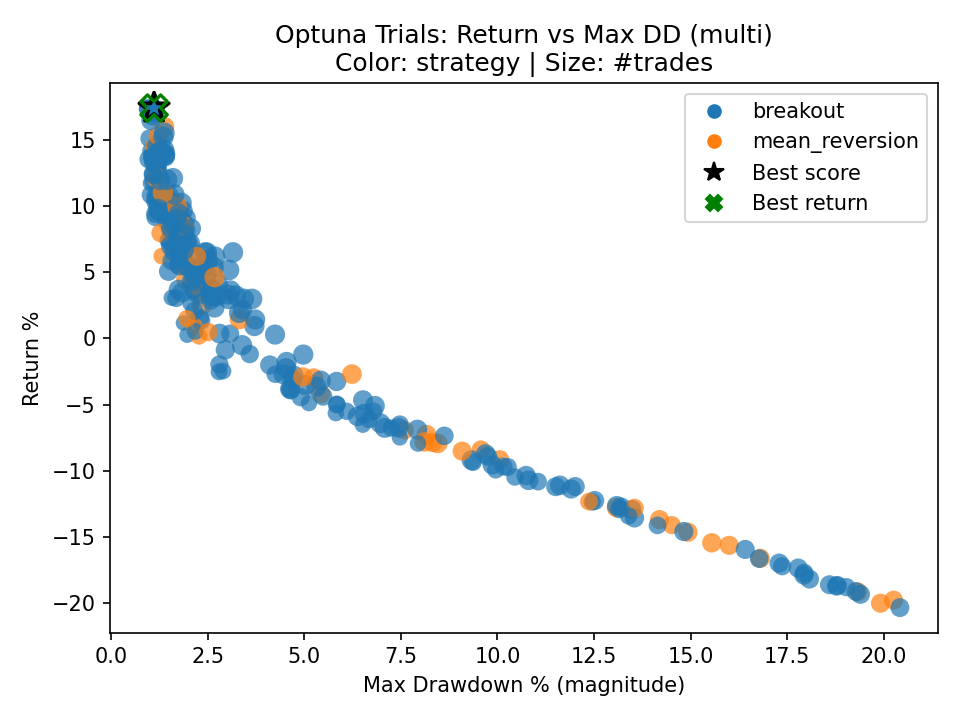 Optuna Trials: Return vs Max DD (multi)
Color: strategy | Size: #trades
breakout
mean_reversion
Best score
Best return
Return %
15
10
5
0
−5
−10
−15
−20
0.0
2.5
5.0
7.5
10.0
12.5
15.0
17.5
20.0
Max Drawdown % (magnitude)